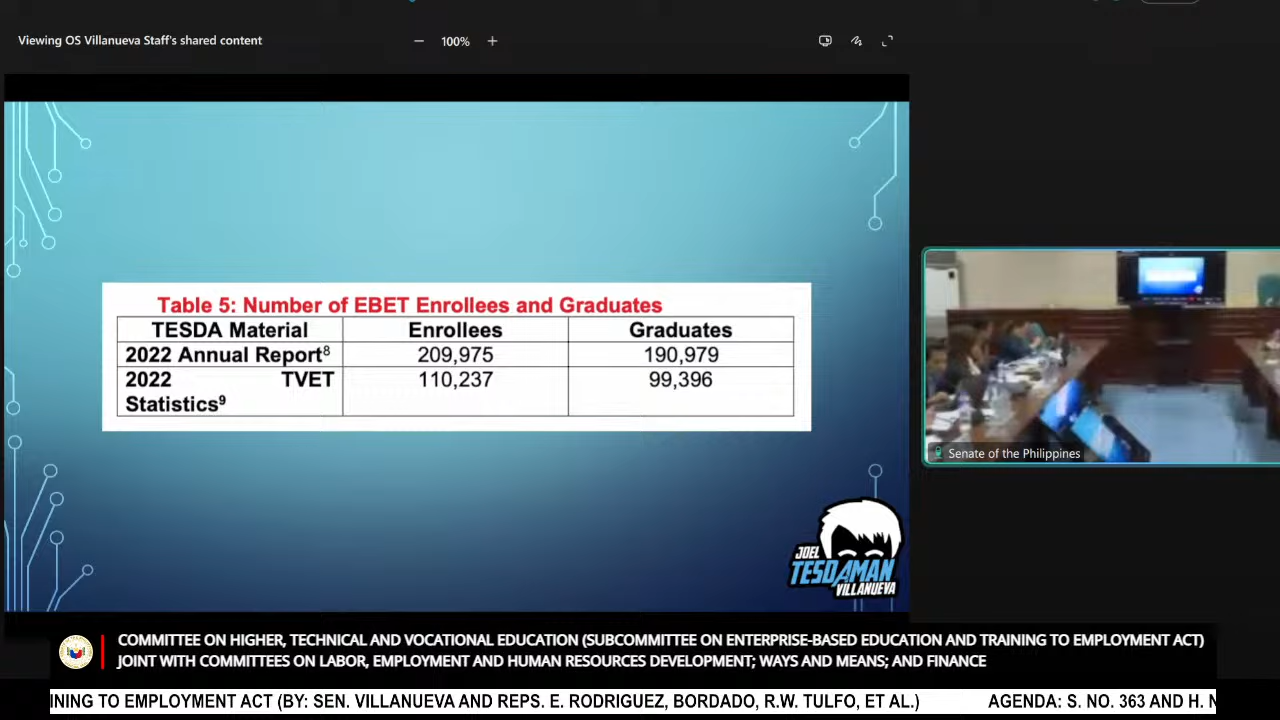 Viewing OS Villanueva Staff's shared content
100%
Table 5: Number of EBET Enrollees and Graduates
TESDA Material Enrollees Graduates
2022 Annual Report⁸ 209,975 190,979
2022 TVET 110,237 99,396
Statistics⁹
Senate of the Philippines
JOEL
TESDAMAN
VILLANUEVA
COMMITTEE ON HIGHER, TECHNICAL AND VOCATIONAL EDUCATION (SUBCOMMITTEE ON ENTERPRISE-BASED EDUCATION AND TRAINING TO EMPLOYMENT ACT)
JOINT WITH COMMITTEES ON LABOR, EMPLOYMENT AND HUMAN RESOURCES DEVELOPMENT; WAYS AND MEANS; AND FINANCE
INING TO EMPLOYMENT ACT (BY: SEN. VILLANUEVA AND REPS. E. RODRIGUEZ, BORDADO, R.W. TULFO, ET AL.) AGENDA: S. NO. 363 AND H. N